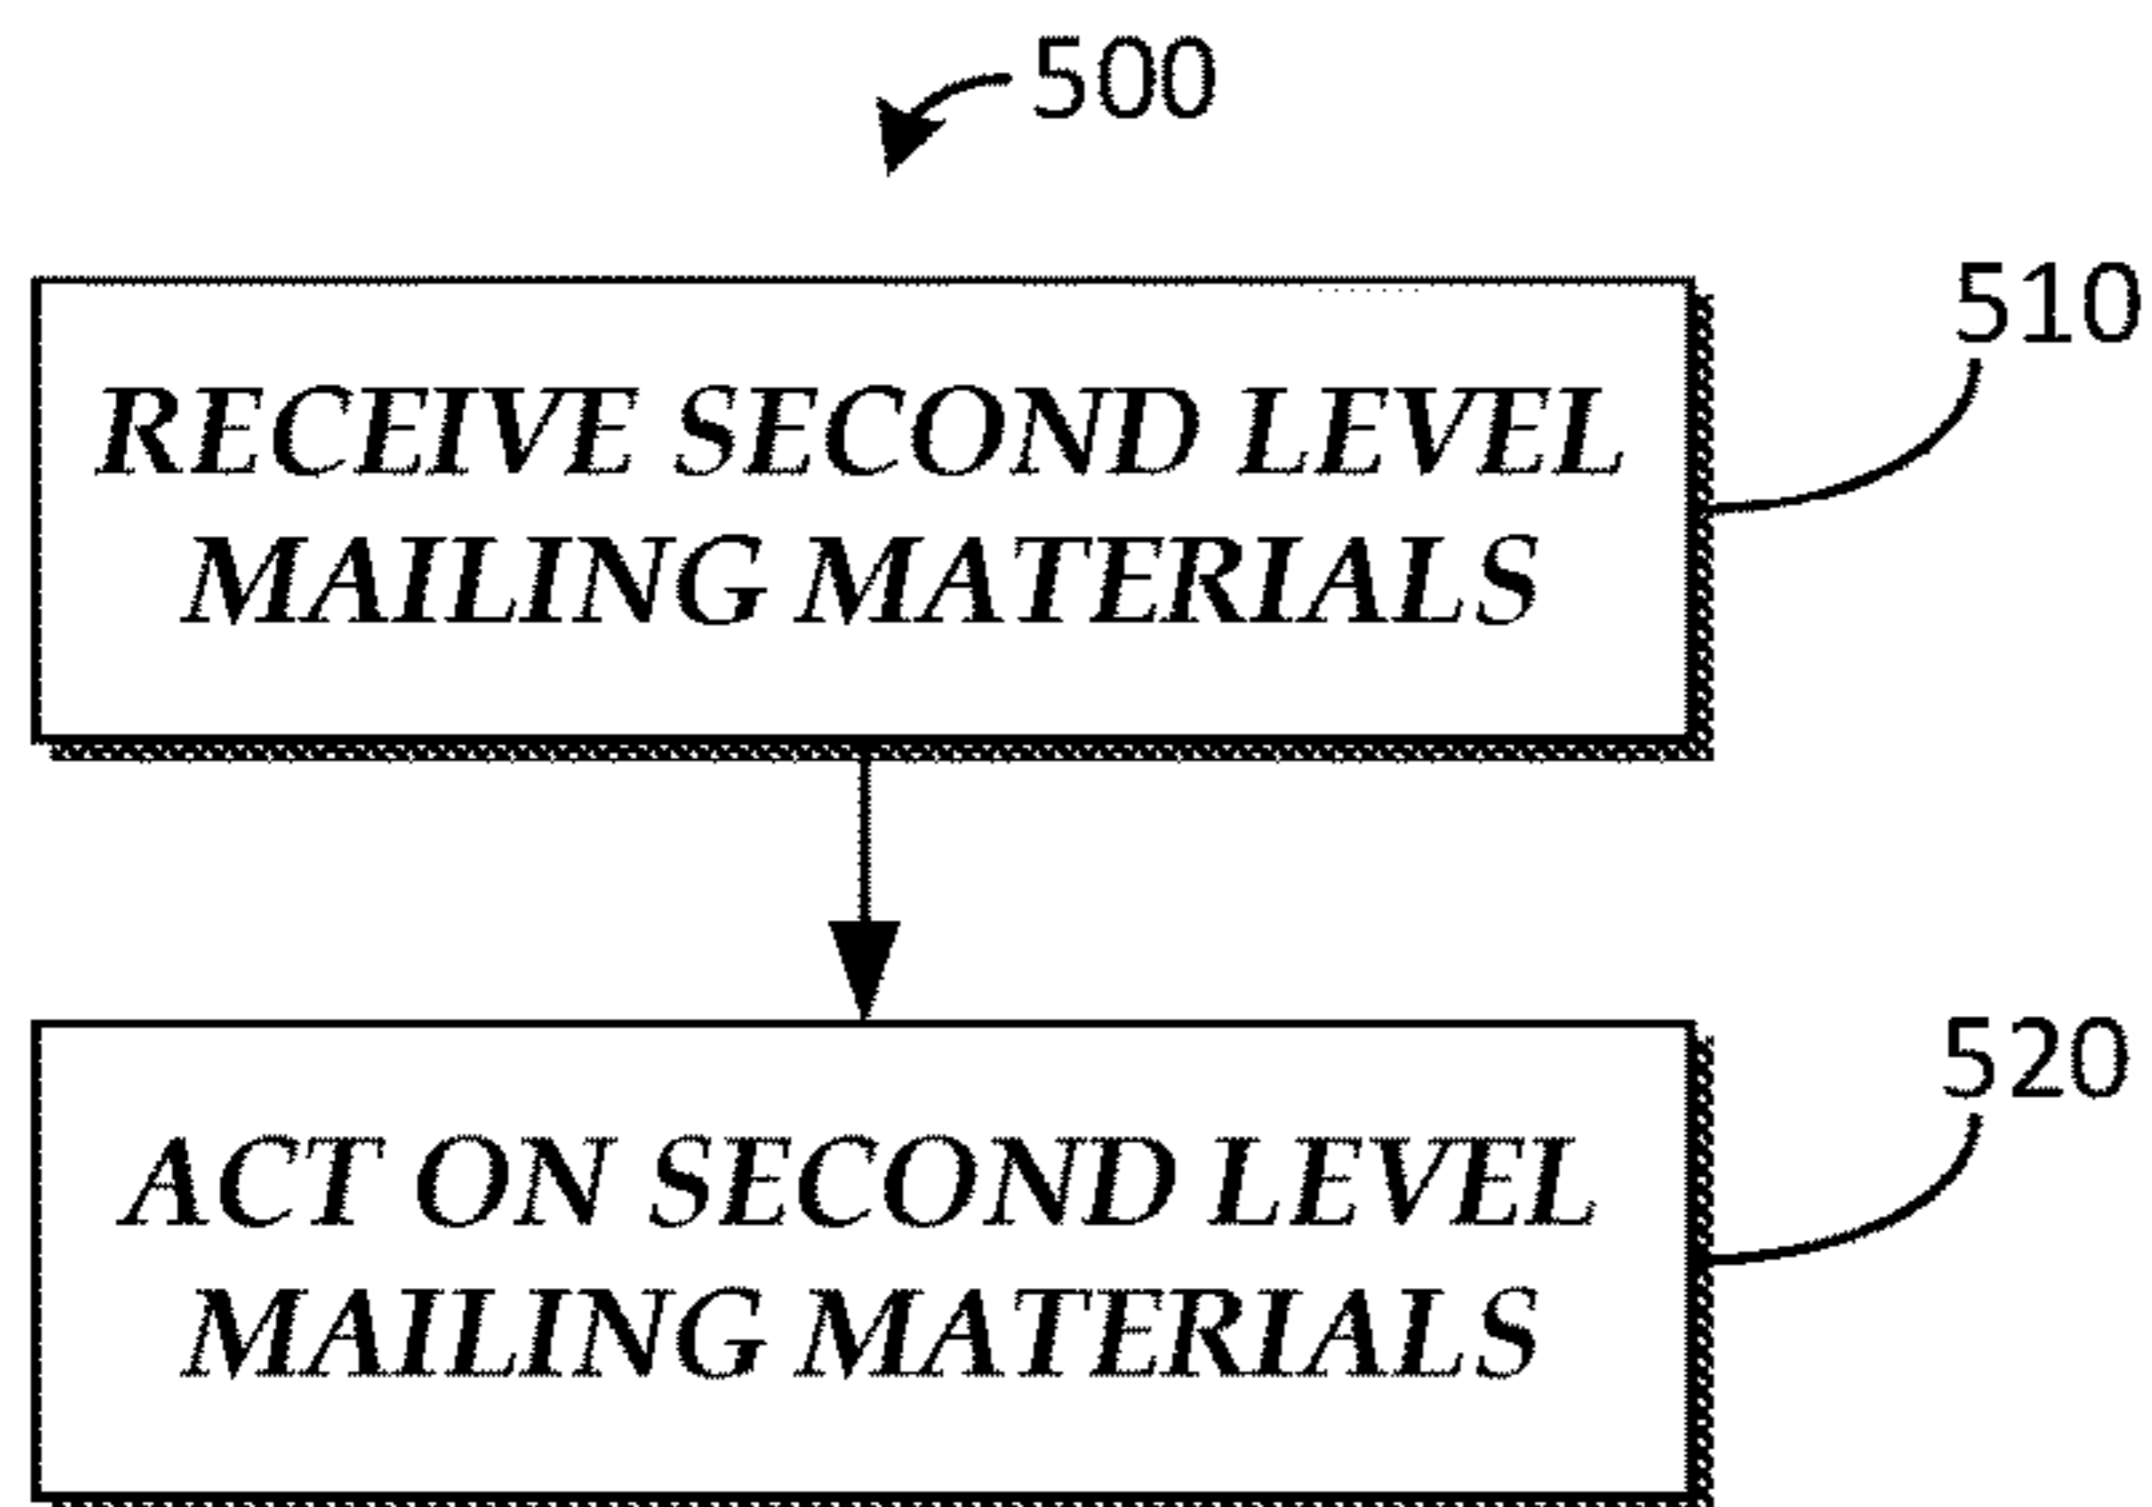 500
510
RECEIVE SECOND LEVEL
MAILING MATERIALS
520
ACT ON SECOND LEVEL
MAILING MATERIALS